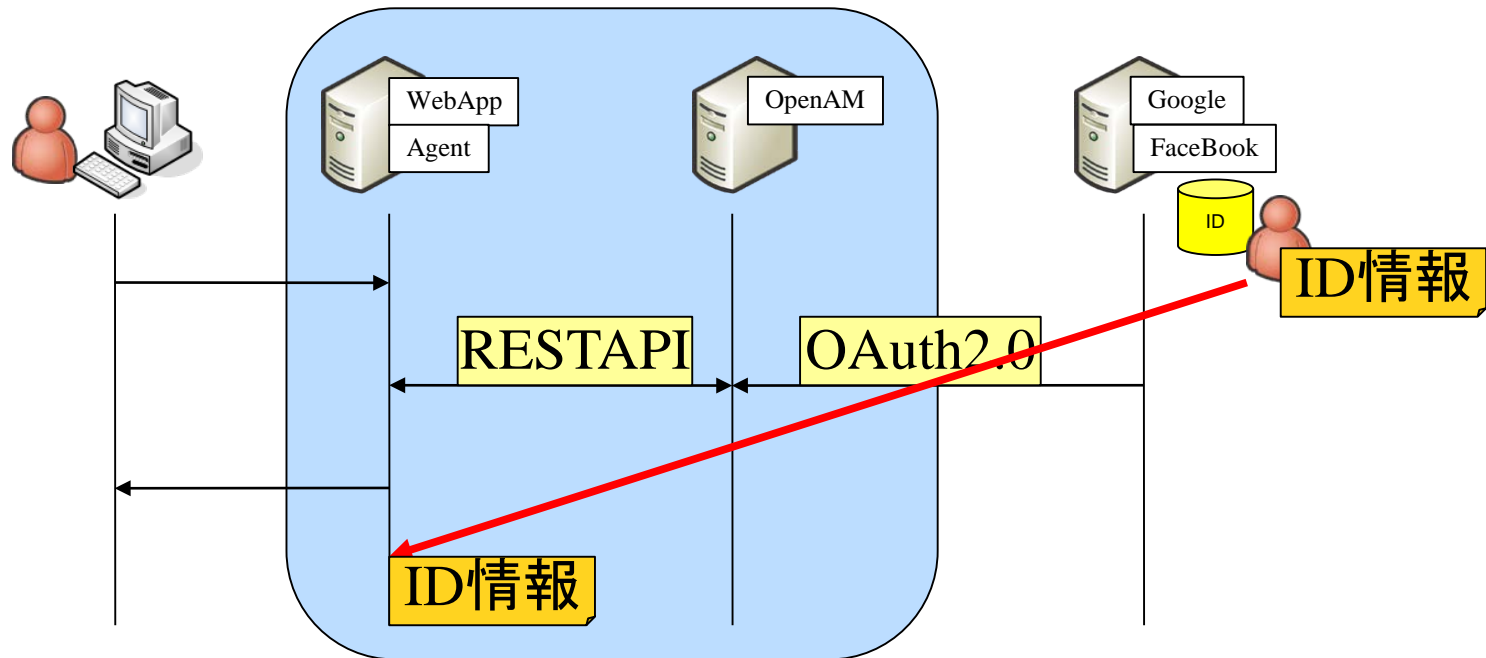 WebApp
Agent
OpenAM
Google
FaceBook
ID
ID情報
RESTAPI
OAuth2.0
ID情報